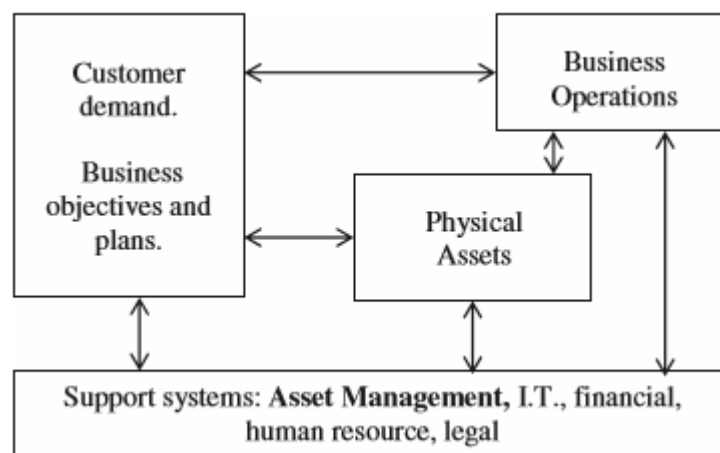 Customer
demand.
Business
objectives and
plans.
Business
Operations
Physical
Assets
Support systems: Asset Management, I.T., financial,
human resource, legal